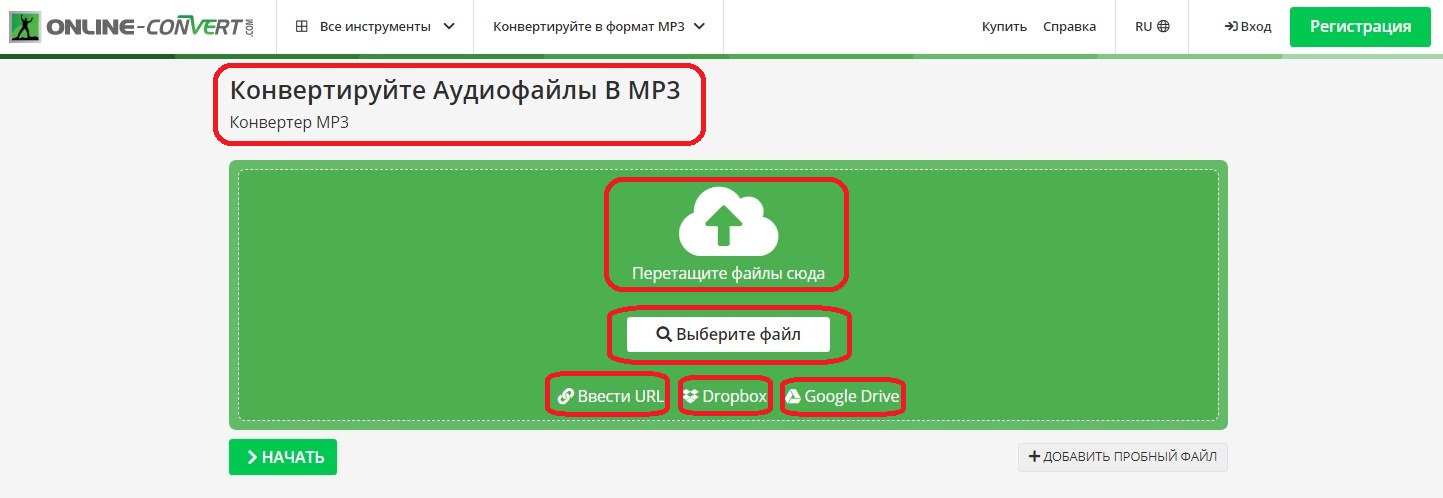 ONLINE-CONVERT.COM
Все инструменты
Конвертируйте в формат MP3
Купить
Справка
RU
Вход
Регистрация
Конвертируйте Аудиофайлы В MP3
Конвертер MP3
Перетащите файлы сюда
Выберите файл
Ввести URL
Dropbox
Google Drive
НАЧАТЬ
+ ДОБАВИТЬ ПРОБНЫЙ ФАЙЛ